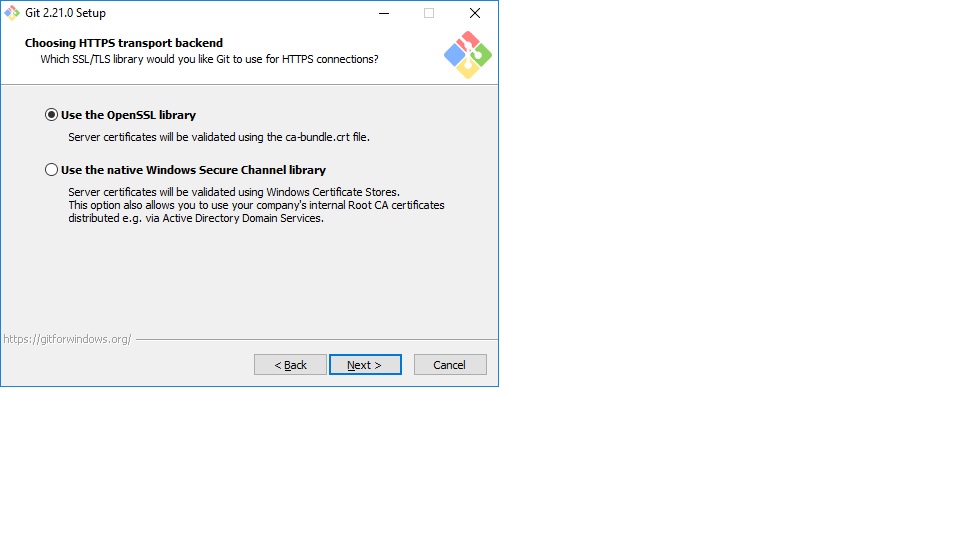 Git 2.21.0 Setup
Choosing HTTPS transport backend
Which SSL/TLS library would you like Git to use for HTTPS connections?
Use the OpenSSL library
Server certificates will be validated using the ca-bundle.crt file.
Use the native Windows Secure Channel library
Server certificates will be validated using Windows Certificate Stores.
This option also allows you to use your company's internal Root CA certificates
distributed e.g. via Active Directory Domain Services.
https://gitforwindows.org/
< Back Next > Cancel